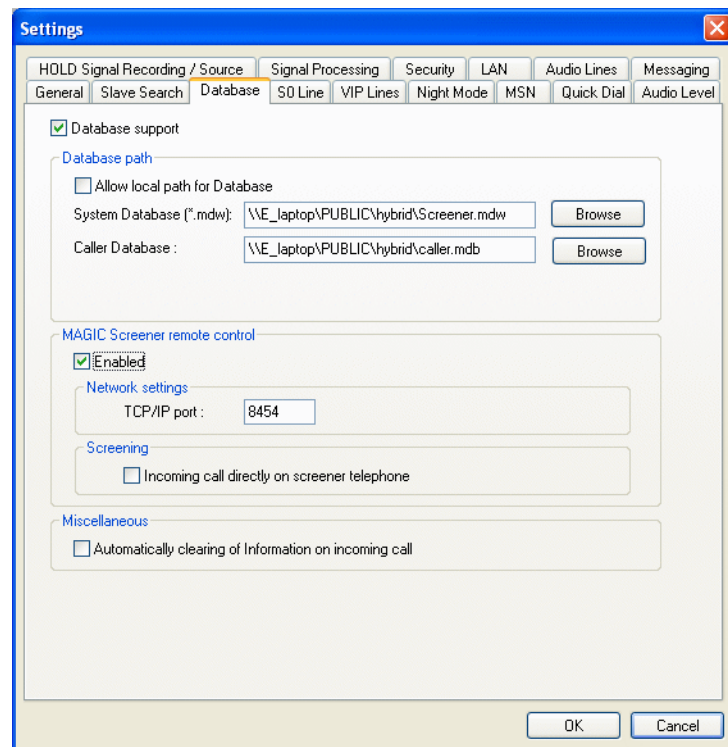 Settings
HOLD Signal Recording / Source Signal Processing Security LAN Audio Lines Messaging
General Slave Search Database S0 Line VIP Lines Night Mode MSN Quick Dial Audio Level
Database support
Database path
Allow local path for Database
System Database (*.mdw): \\E_laptop\PUBLIC\hybrid\Screener.mdw Browse
Caller Database : \\E_laptop\PUBLIC\hybrid\caller.mdb Browse
MAGIC Screener remote control
Enabled
Network settings
TCP/IP port : 8454
Screening
Incoming call directly on screener telephone
Miscellaneous
Automatically clearing of Information on incoming call
OK Cancel